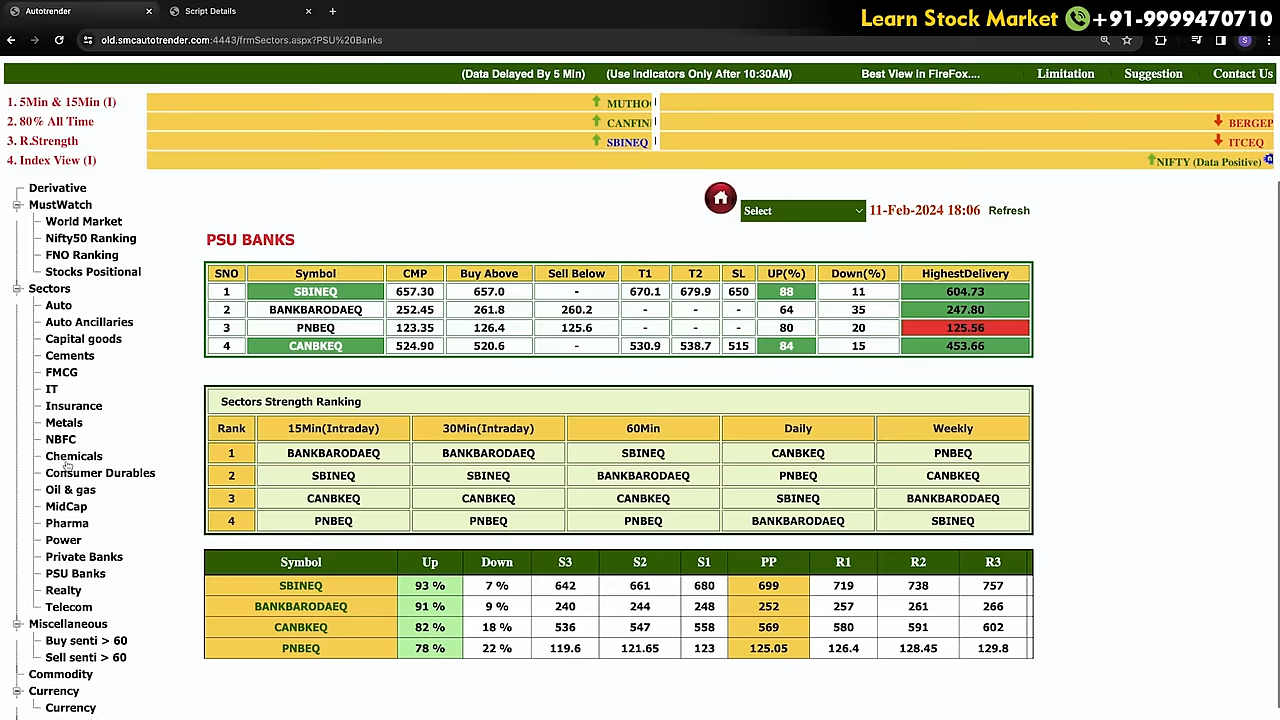 Autotrender
Script Details
Learn Stock Market +91-9999470710
old.smcautotrender.com:4443/frmSectors.aspx?PSU%20Banks
S
(Data Delayed By 5 Min) (Use Indicators Only After 10:30AM) Best View in FireFox.... Limitation Suggestion Contact Us
1. 5Min & 15Min (I)
MUTHO
2. 80% All Time
CANFIN
BERGEP
3. R.Strength
SBINEQ
ITCEQ
4. Index View (I)
NIFTY (Data Positive)
Derivative
MustWatch
World Market
Nifty50 Ranking
FNO Ranking
Stocks Positional
Sectors
Auto
Auto Ancillaries
Capital goods
Cements
FMCG
IT
Insurance
Metals
NBFC
Chemicals
Consumer Durables
Oil & gas
MidCap
Pharma
Power
Private Banks
PSU Banks
Realty
Telecom
Miscellaneous
Buy senti > 60
Sell senti > 60
Commodity
Currency
Currency
Select
11-Feb-2024 18:06 Refresh
PSU BANKS
SNO Symbol CMP Buy Above Sell Below T1 T2 SL UP(%) Down(%) HighestDelivery
1 SBINEQ 657.30 657.0 - 670.1 679.9 650 88 11 604.73
2 BANKBARODAEQ 252.45 261.8 260.2 - - - 64 35 247.80
3 PNBEQ 123.35 126.4 125.6 - - - 80 20 125.56
4 CANBKEQ 524.90 520.6 - 530.9 538.7 515 84 15 453.66
Sectors Strength Ranking
Rank 15Min(Intraday) 30Min(Intraday) 60Min Daily Weekly
1 BANKBARODAEQ BANKBARODAEQ SBINEQ CANBKEQ PNBEQ
2 SBINEQ SBINEQ BANKBARODAEQ PNBEQ CANBKEQ
3 CANBKEQ CANBKEQ CANBKEQ SBINEQ BANKBARODAEQ
4 PNBEQ PNBEQ PNBEQ BANKBARODAEQ SBINEQ
Symbol Up Down S3 S2 S1 PP R1 R2 R3
SBINEQ 93 % 7 % 642 661 680 699 719 738 757
BANKBARODAEQ 91 % 9 % 240 244 248 252 257 261 266
CANBKEQ 82 % 18 % 536 547 558 569 580 591 602
PNBEQ 78 % 22 % 119.6 121.65 123 125.05 126.4 128.45 129.8